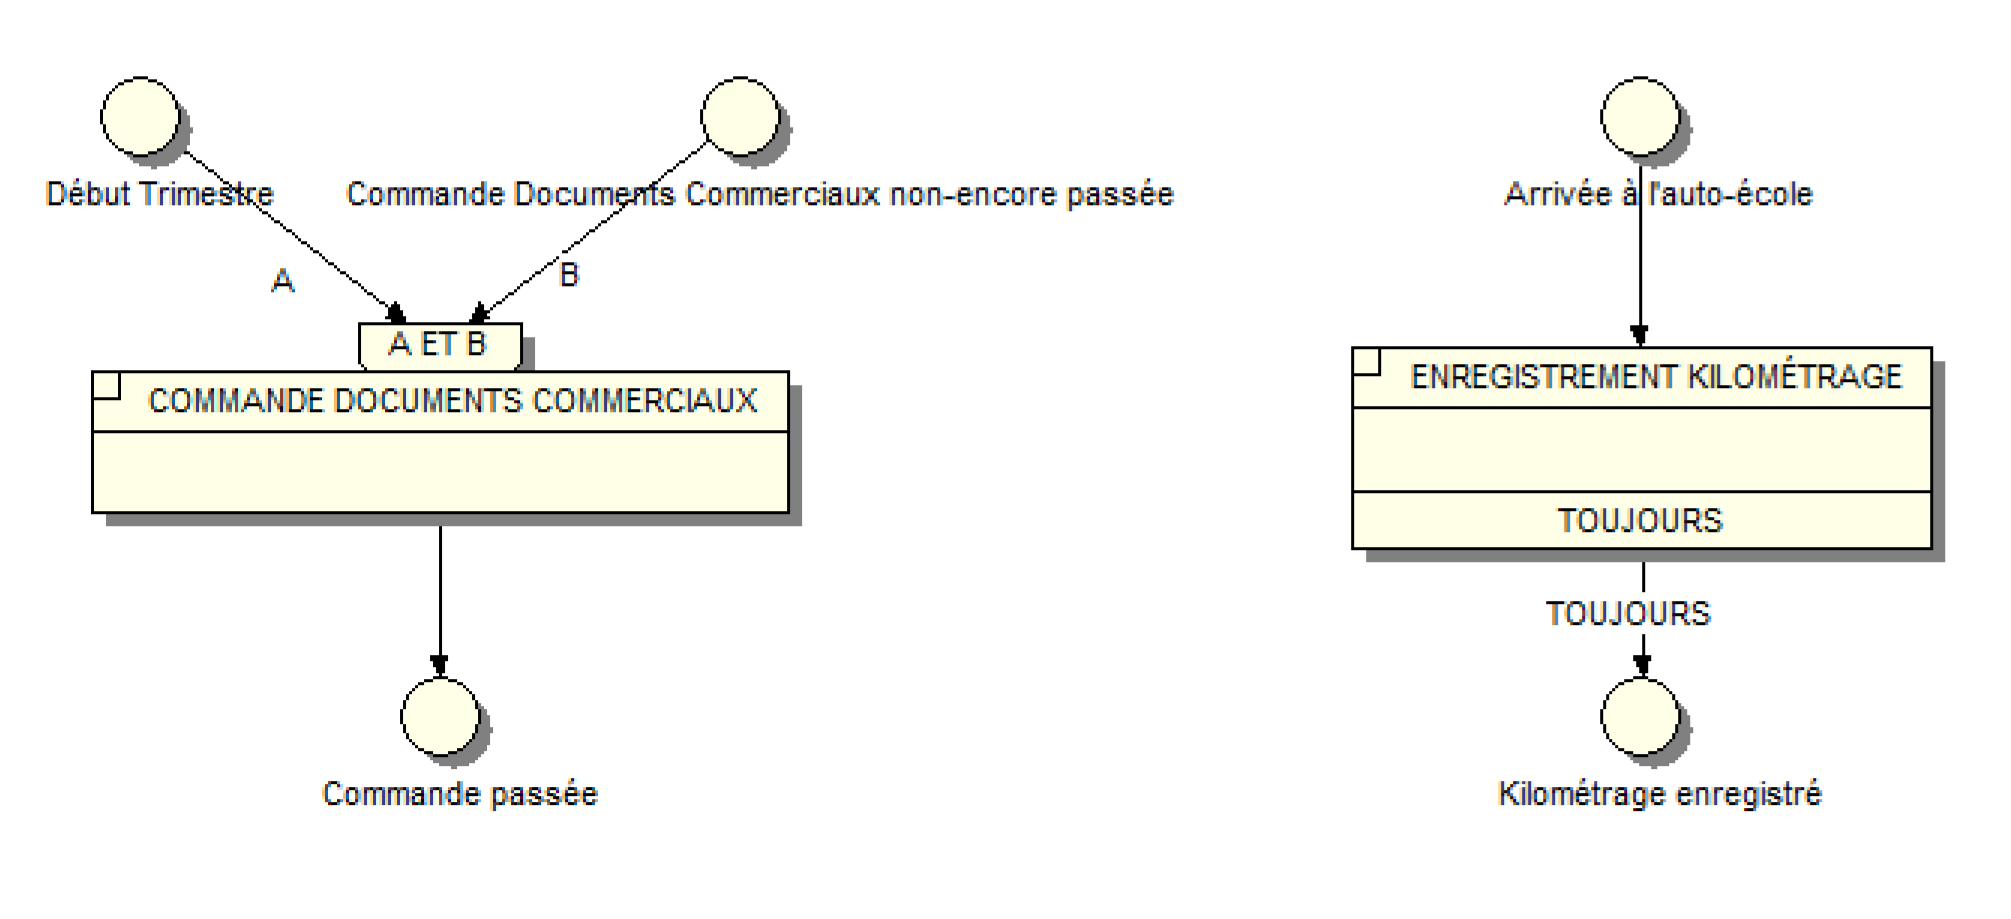 Début Trimestre
Commande Documents Commerciaux non-encore passée
A
B
A ET B
COMMANDE DOCUMENTS COMMERCIAUX
Commande passée
Arrivée à l'auto-école
ENREGISTREMENT KILOMÉTRAGE
TOUJOURS
TOUJOURS
Kilométrage enregistré